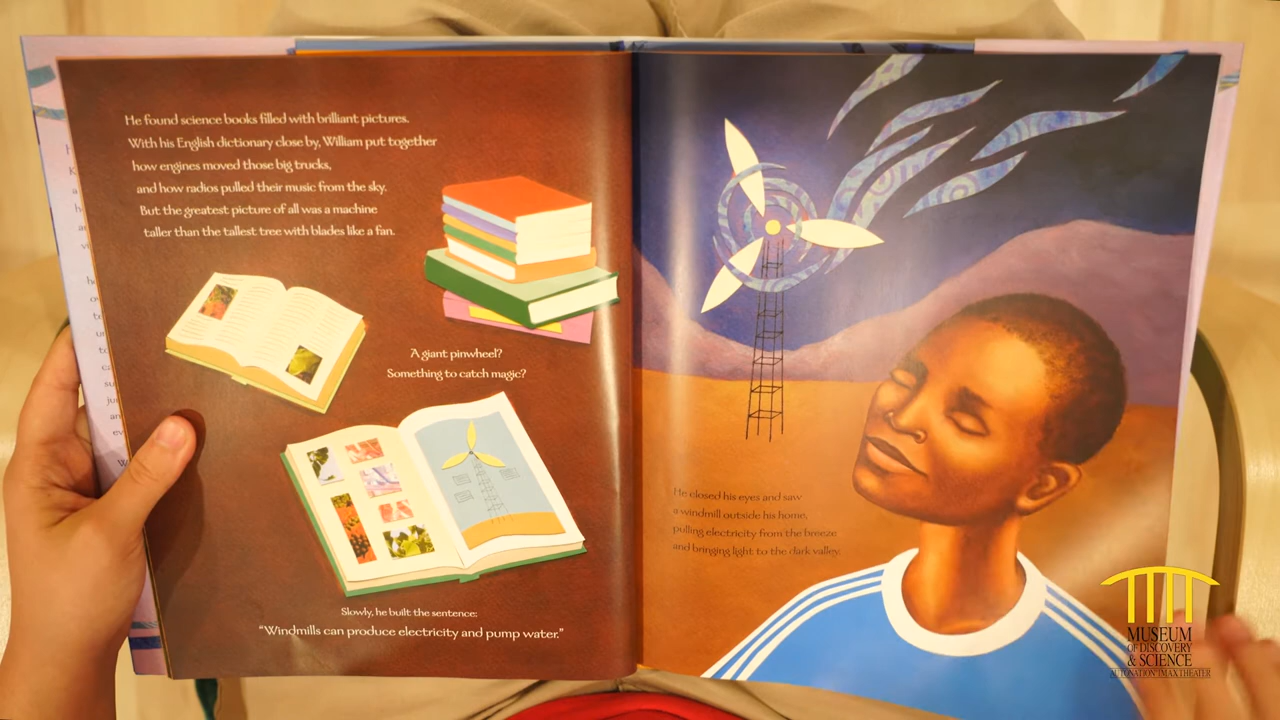 He found science books filled with brilliant pictures.
With his English dictionary close by, William put together
how engines moved those big trucks,
and how radios pulled their music from the sky.
But the greatest picture of all was a machine
taller than the tallest tree with blades like a fan.
A giant pinwheel?
Something to catch magic?
Slowly, he built the sentence:
“Windmills can produce electricity and pump water.”
He closed his eyes and saw
a windmill outside his home,
pulling electricity from the breeze
and bringing light to the dark valley.
MUSEUM
OF DISCOVERY
& SCIENCE
AUTONATION IMAX THEATER